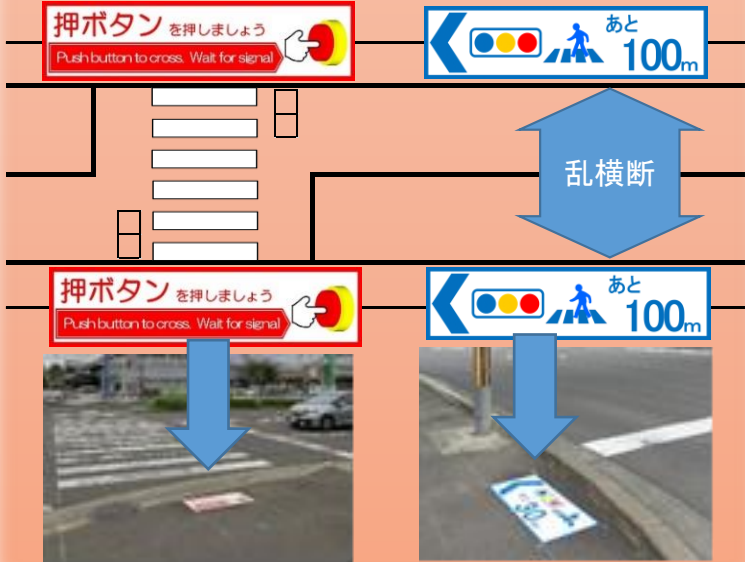 押ボタン を押しましょう
Push button to cross. Wait for signal
あと
100m
乱横断
押ボタン を押しましょう
Push button to cross. Wait for signal
あと
100m